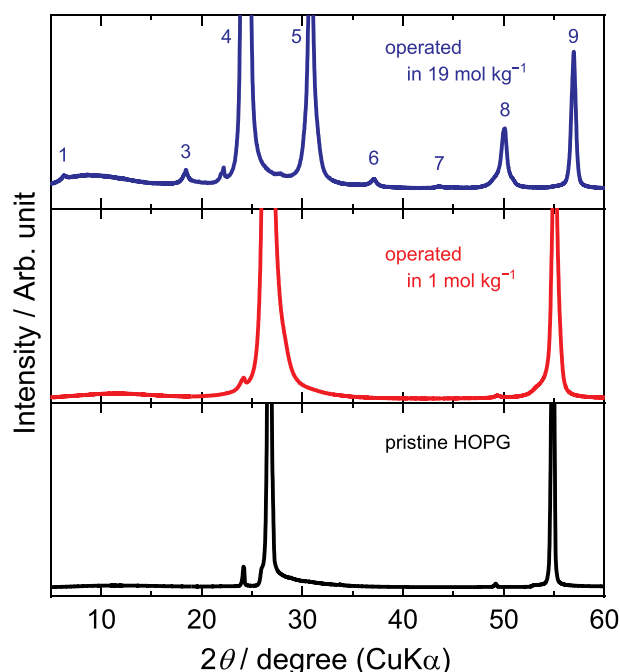 4
5
operated
9
in 19 mol kg⁻¹
8
1
3
6
7
operated
in 1 mol kg⁻¹
pristine HOPG
Intensity / Arb. unit
10
20
30
40
50
60
2θ / degree (CuKα)